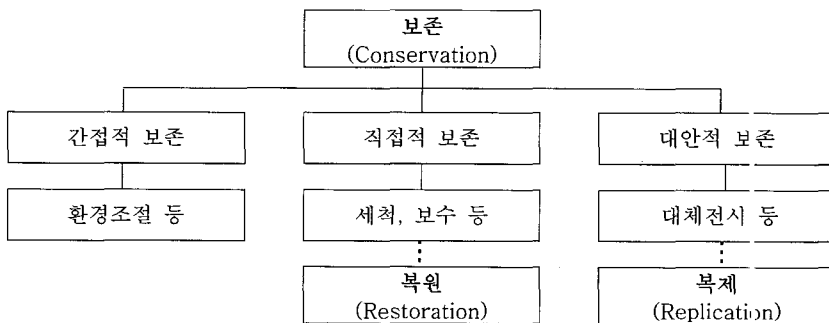 보존
(Conservation)
간접적 보존
직접적 보존
대안적 보존
환경조절 등
세척, 보수 등
대체전시 등
복원
(Restoration)
복제
(Replication)